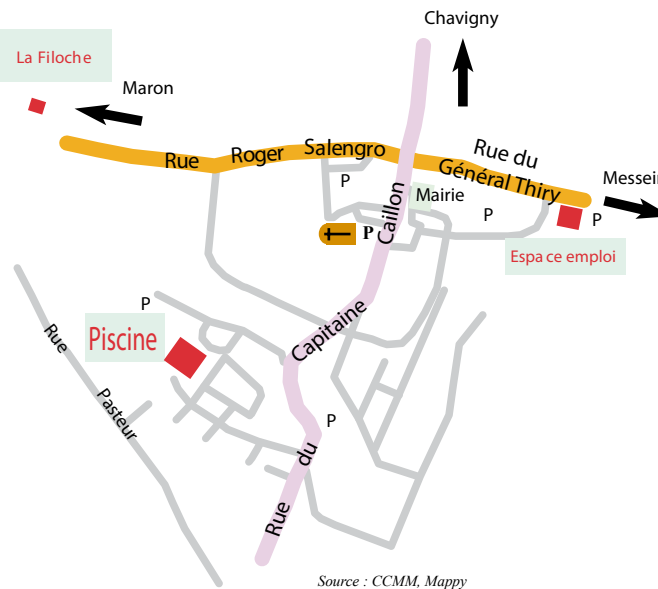 Chavigny
La Filoche
Maron
Rue Roger Salengro
Rue du
Général Thiry
Messein
P
Mairie
P
P
P
Espa ce emploi
P
Piscine
Rue Pasteur
P
Rue du Capitaine Caillon
Source : CCMM, Mappy